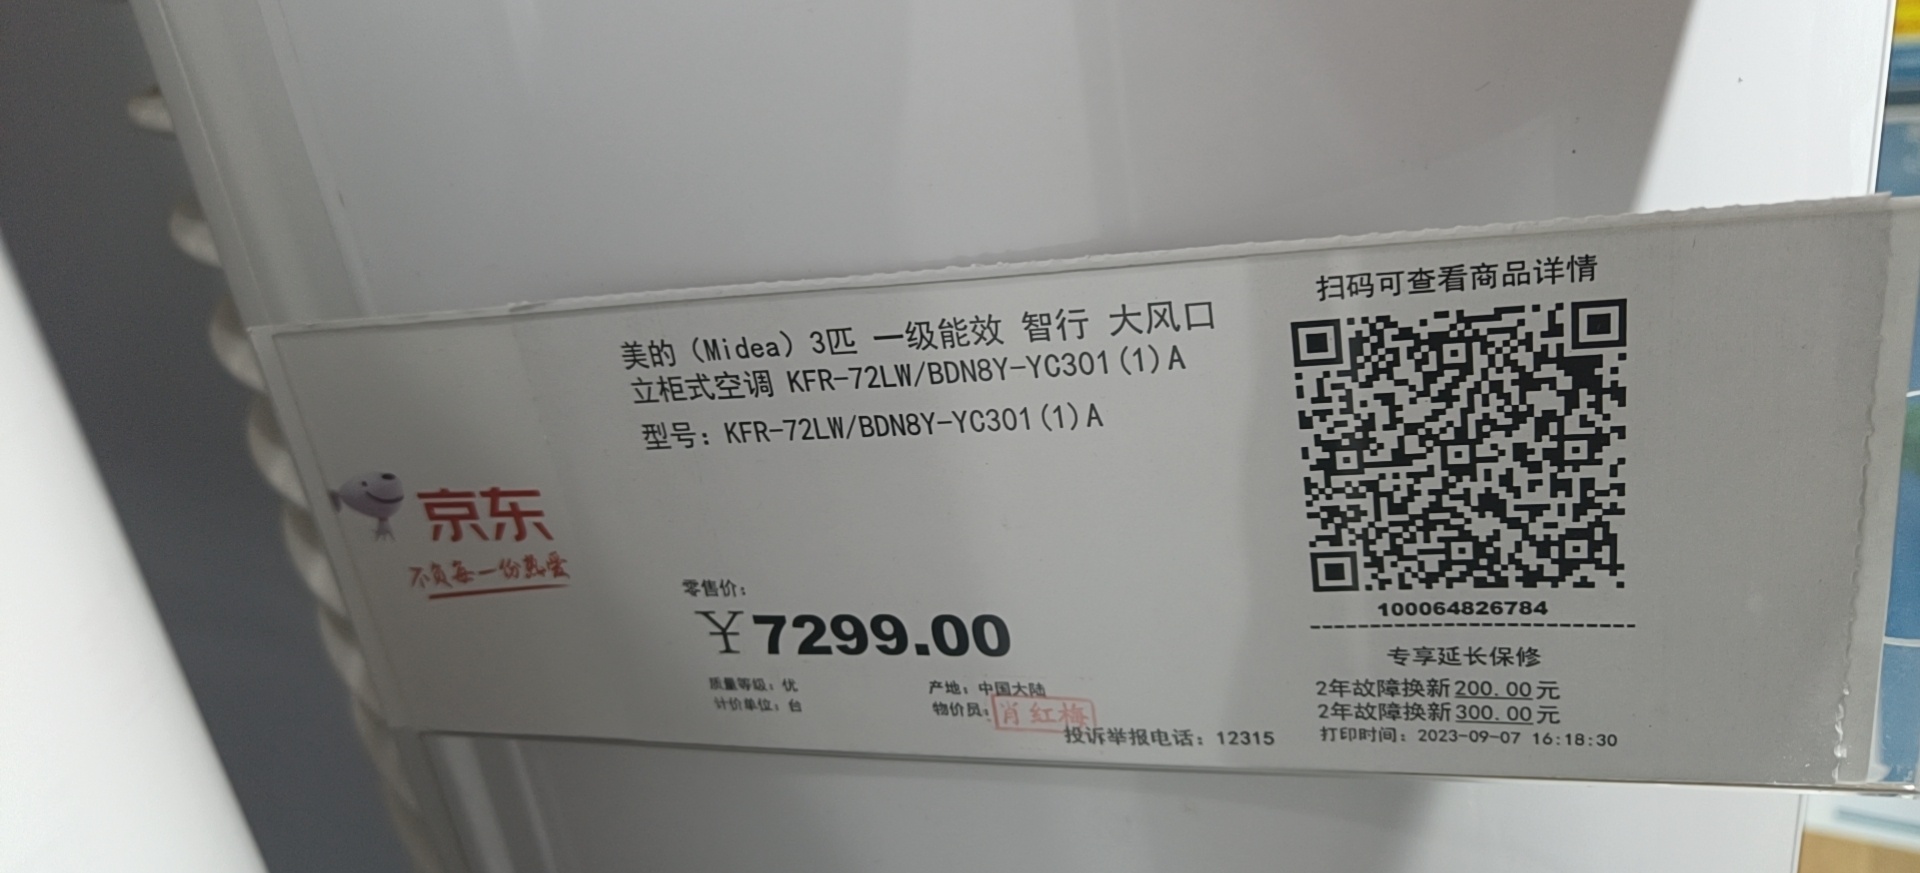 美的（Midea）3匹 一级能效 智行 大风口
立柜式空调 KFR-72LW/BDN8Y-YC301(1)A
型号：KFR-72LW/BDN8Y-YC301(1)A
京东
不负每一份热爱
零售价：
￥7299.00
质量等级：优
产地：中国大陆
计价单位：台
物价员：肖红梅
投诉举报电话：12315
扫码可查看商品详情
100064826784
专享延长保修
2年故障换新200.00元
2年故障换新300.00元
打印时间：2023-09-07 16:18:30